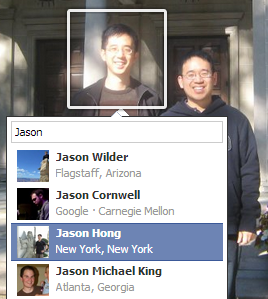 Jason
Jason Wilder
Flagstaff, Arizona
Jason Cornwell
Google · Carnegie Mellon
Jason Hong
New York, New York
Jason Michael King
Atlanta, Georgia